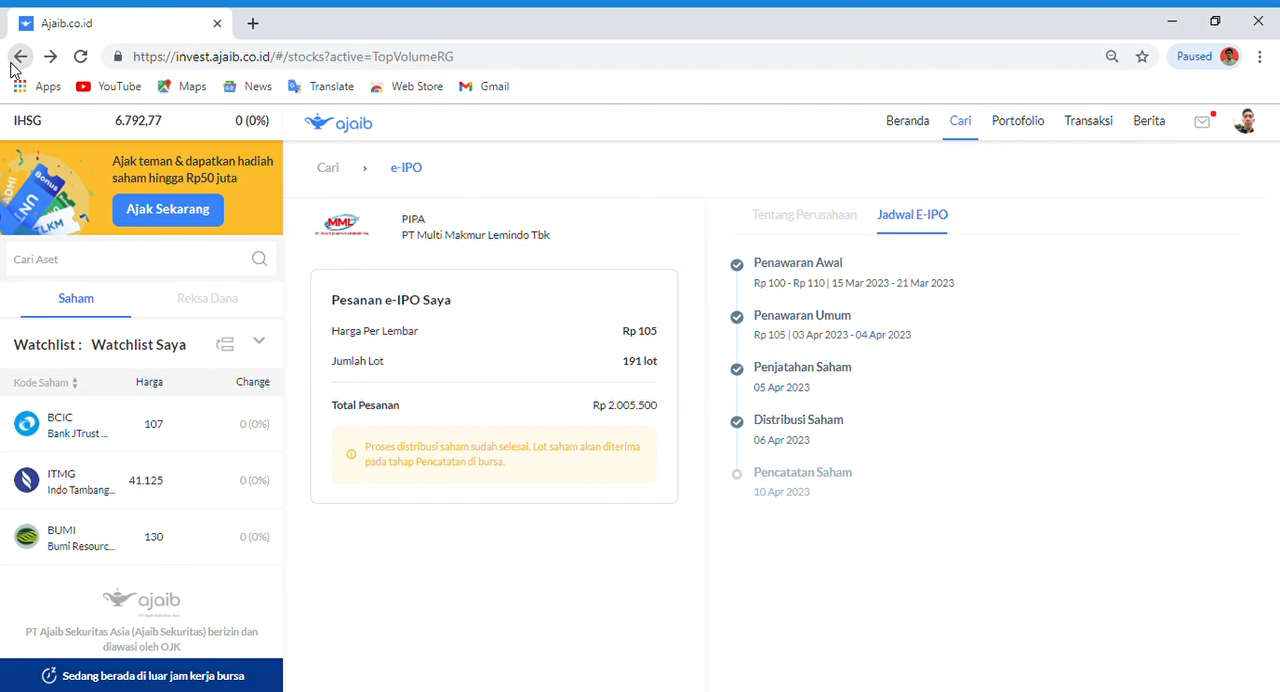 Ajaib.co.id
https://invest.ajaib.co.id/#/stocks?active=TopVolumeRG
Paused
Apps
YouTube
Maps
News
Translate
Web Store
Gmail
IHSG 6.792,77 0 (0%)
ajaib
Beranda
Cari
Portofolio
Transaksi
Berita
Ajak teman & dapatkan hadiah
saham hingga Rp50 juta
Ajak Sekarang
Bonus
UNT
TLKM
ADHI
Cari Aset
Saham
Reksa Dana
Watchlist : Watchlist Saya
Kode Saham Harga Change
BCIC 107 0 (0%)
Bank JTrust ...
ITMG 41.125 0 (0%)
Indo Tambang...
BUMI 130 0 (0%)
Bumi Resourc...
ajaib
PT Ajaib Sekuritas Asia
PT Ajaib Sekuritas Asia (Ajaib Sekuritas) berizin dan
diawasi oleh OJK
Sedang berada di luar jam kerja bursa
Cari › e-IPO
MML
PIPA
PT Multi Makmur Lemindo Tbk
Pesanan e-IPO Saya
Harga Per Lembar Rp 105
Jumlah Lot 191 lot
Total Pesanan Rp 2.005.500
Proses distribusi saham sudah selesai. Lot saham akan diterima
pada tahap Pencatatan di bursa.
Tentang Perusahaan
Jadwal E-IPO
Penawaran Awal
Rp 100 - Rp 110 | 15 Mar 2023 - 21 Mar 2023
Penawaran Umum
Rp 105 | 03 Apr 2023 - 04 Apr 2023
Penjatahan Saham
05 Apr 2023
Distribusi Saham
06 Apr 2023
Pencatatan Saham
10 Apr 2023